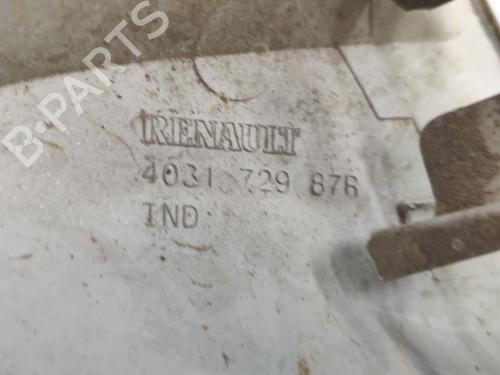 B-PARTS
RENAULT
4031 729 87R
IND